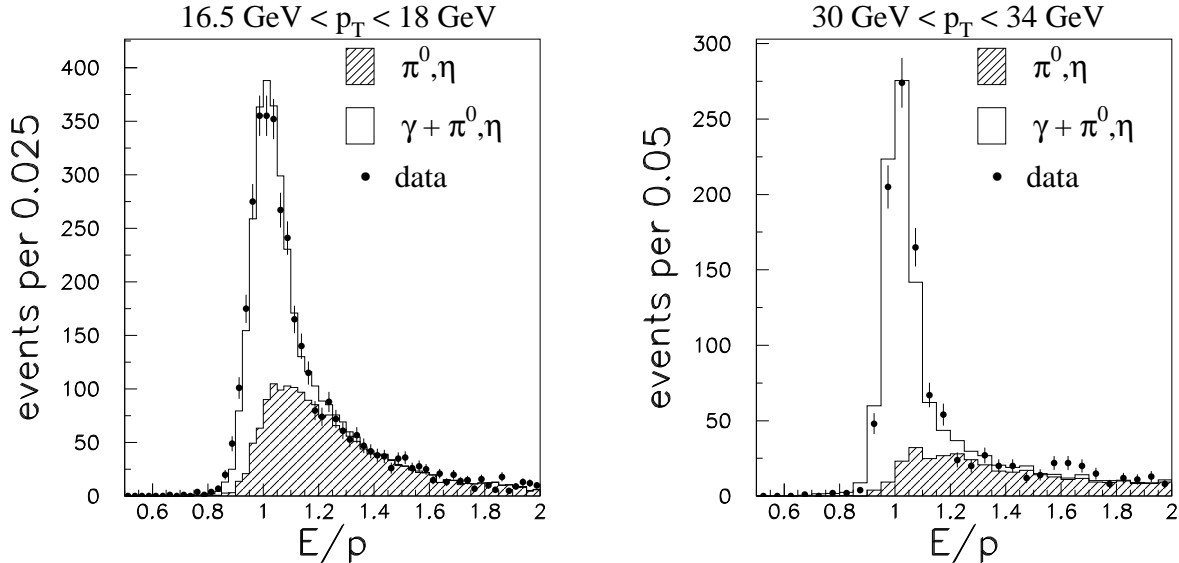 16.5 GeV < p_T < 18 GeV
π⁰,η
γ + π⁰,η
data
events per 0.025
400
350
300
250
200
150
100
50
0
0.6 0.8 1 1.2 1.4 1.6 1.8 2
E/p
30 GeV < p_T < 34 GeV
π⁰,η
γ + π⁰,η
data
events per 0.05
300
250
200
150
100
50
0
0.6 0.8 1 1.2 1.4 1.6 1.8 2
E/p